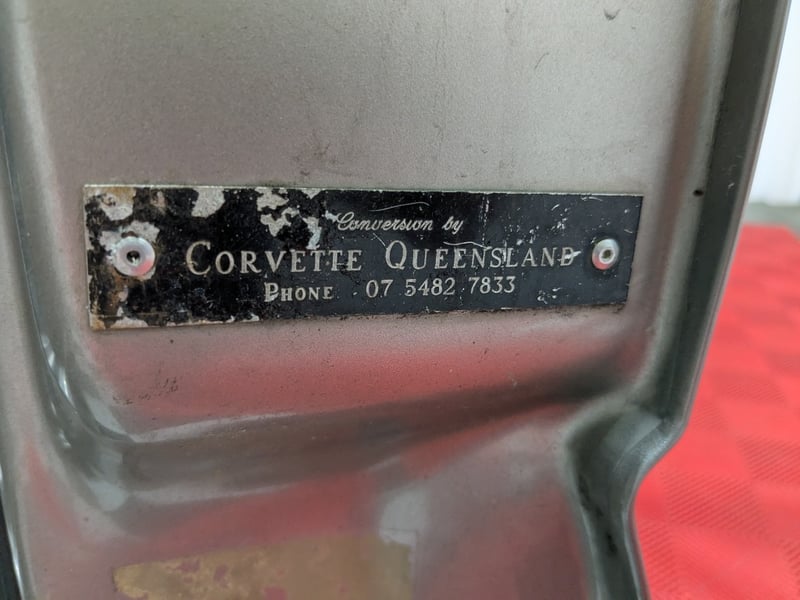 Conversion by
CORVETTE QUEENSLAND
PHONE 07 5482 7833